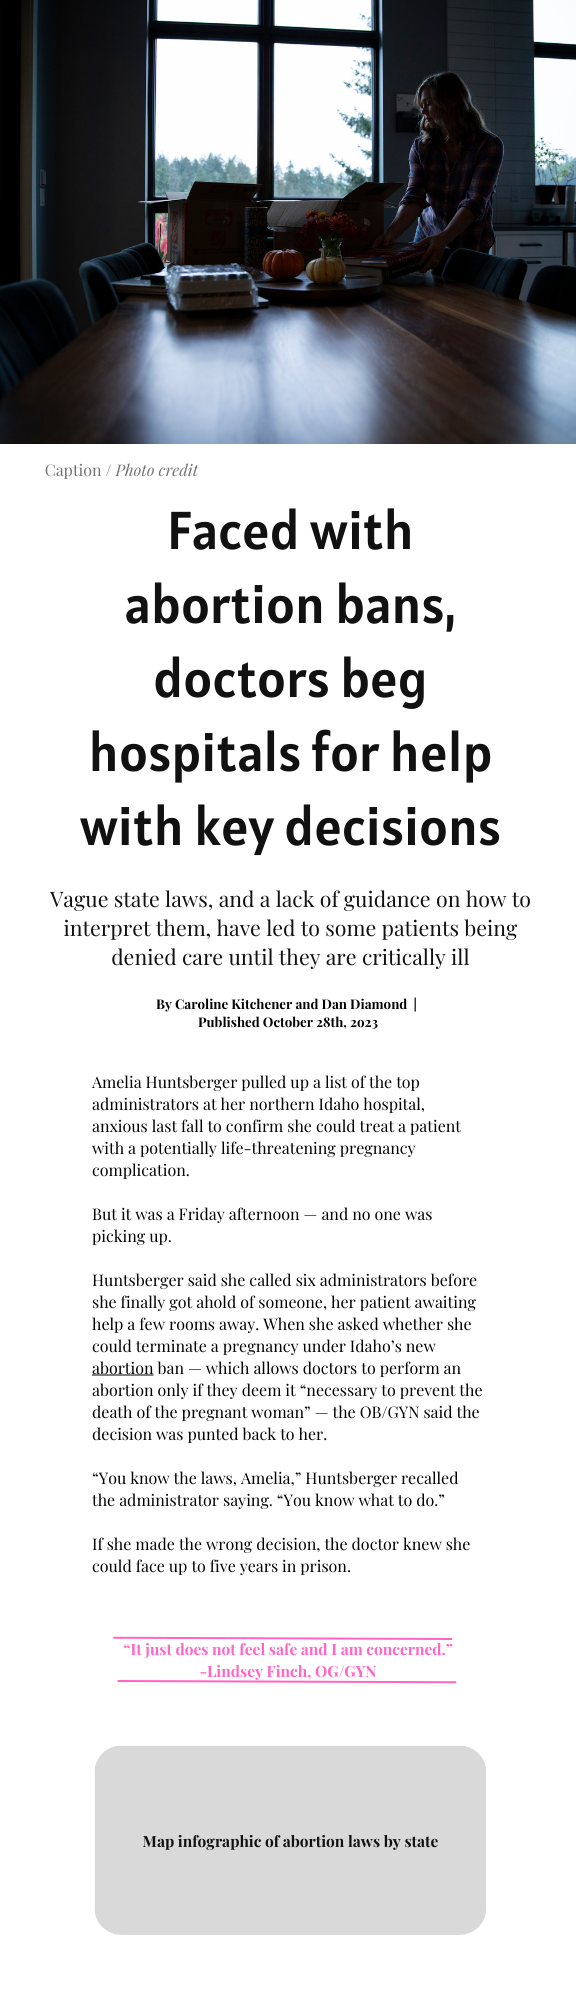 Caption / Photo credit
Faced with
abortion bans,
doctors beg
hospitals for help
with key decisions
Vague state laws, and a lack of guidance on how to
interpret them, have led to some patients being
denied care until they are critically ill
By Caroline Kitchener and Dan Diamond |
Published October 28th, 2023
Amelia Huntsberger pulled up a list of the top
administrators at her northern Idaho hospital,
anxious last fall to confirm she could treat a patient
with a potentially life-threatening pregnancy
complication.
But it was a Friday afternoon — and no one was
picking up.
Huntsberger said she called six administrators before
she finally got ahold of someone, her patient awaiting
help a few rooms away. When she asked whether she
could terminate a pregnancy under Idaho’s new
abortion ban — which allows doctors to perform an
abortion only if they deem it “necessary to prevent the
death of the pregnant woman” — the OB/GYN said the
decision was punted back to her.
“You know the laws, Amelia,” Huntsberger recalled
the administrator saying. “You know what to do.”
If she made the wrong decision, the doctor knew she
could face up to five years in prison.
“It just does not feel safe and I am concerned.”
-Lindsey Finch, OG/GYN
Map infographic of abortion laws by state